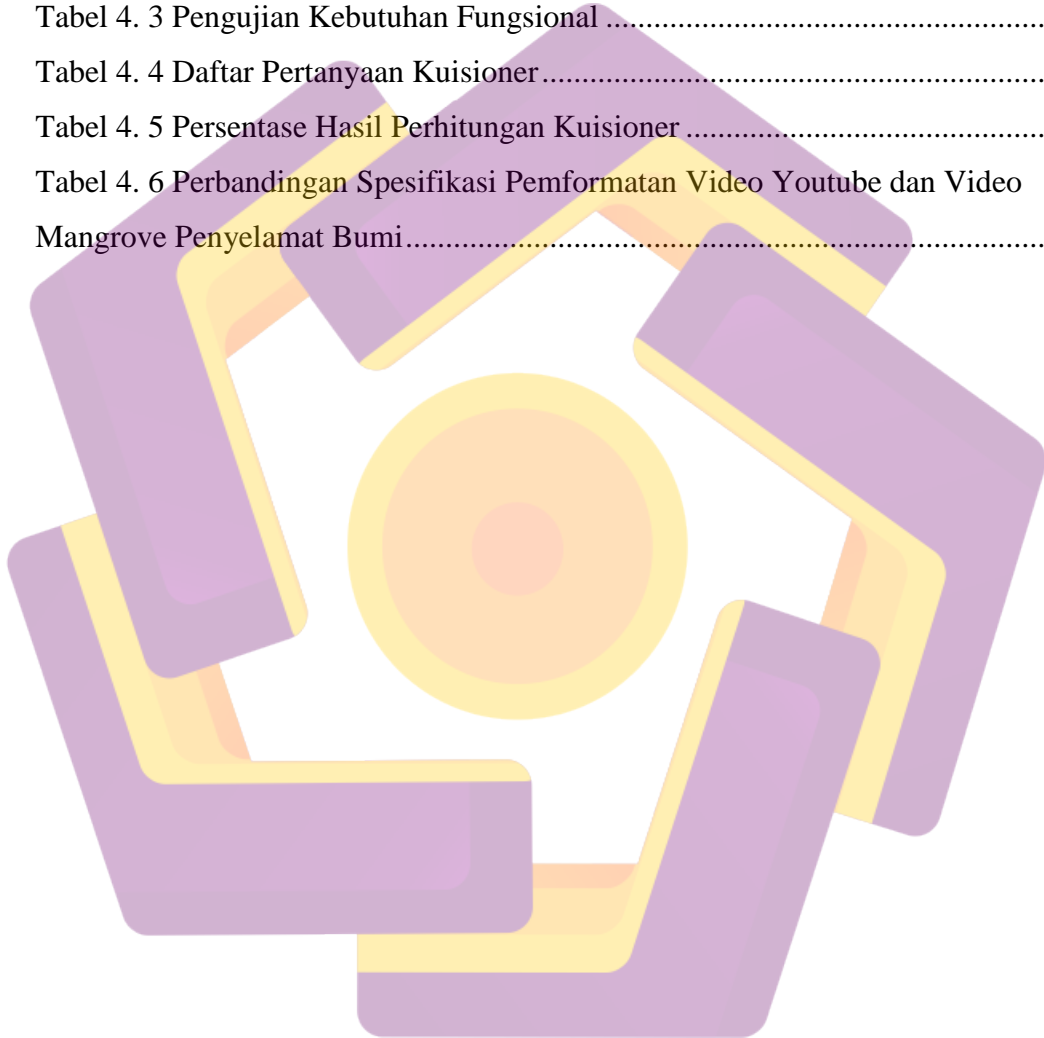 Tabel 4. 3 Pengujian Kebutuhan Fungsional ......................................................
Tabel 4. 4 Daftar Pertanyaan Kuisioner..............................................................
Tabel 4. 5 Persentase Hasil Perhitungan Kuisioner ............................................
Tabel 4. 6 Perbandingan Spesifikasi Pemformatan Video Youtube dan Video
Mangrove Penyelamat Bumi...............................................................................